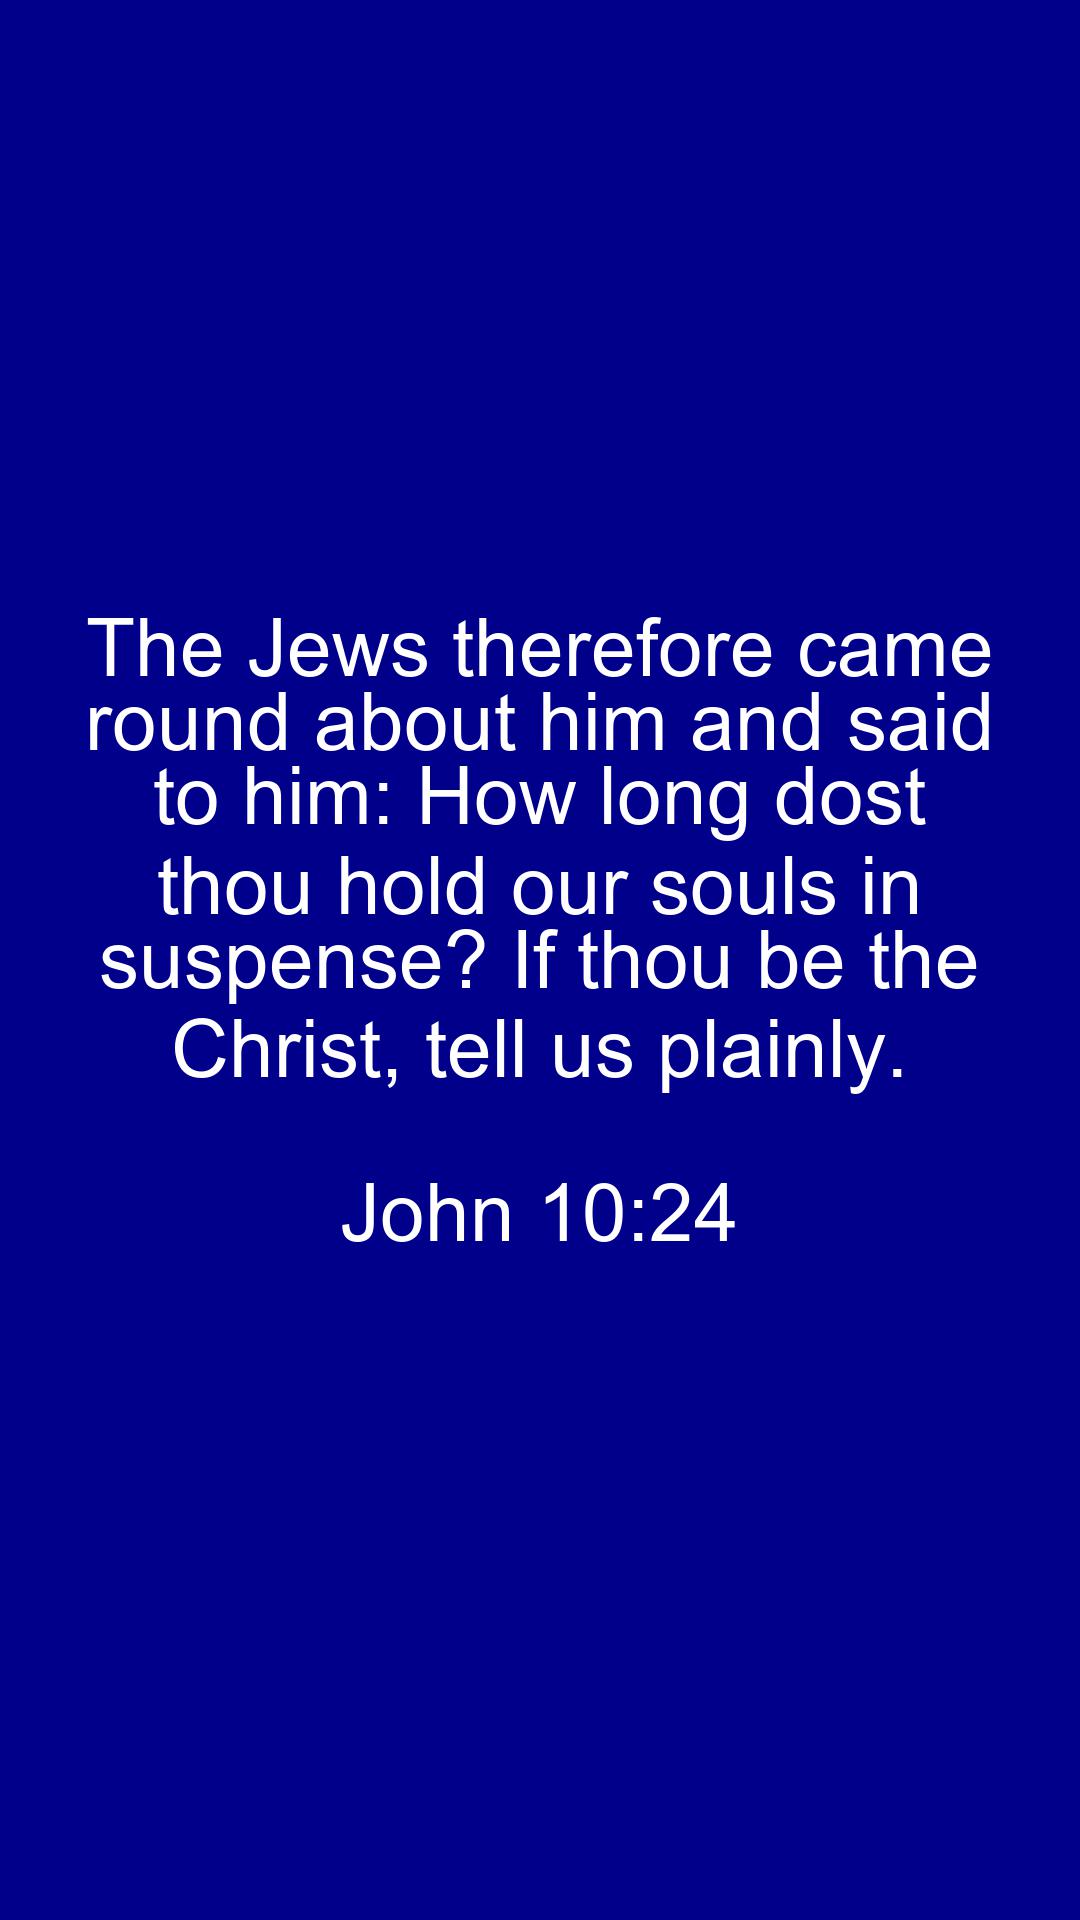 The Jews therefore came
round about him and said
to him: How long dost
thou hold our souls in
suspense? If thou be the
Christ, tell us plainly.
John 10:24